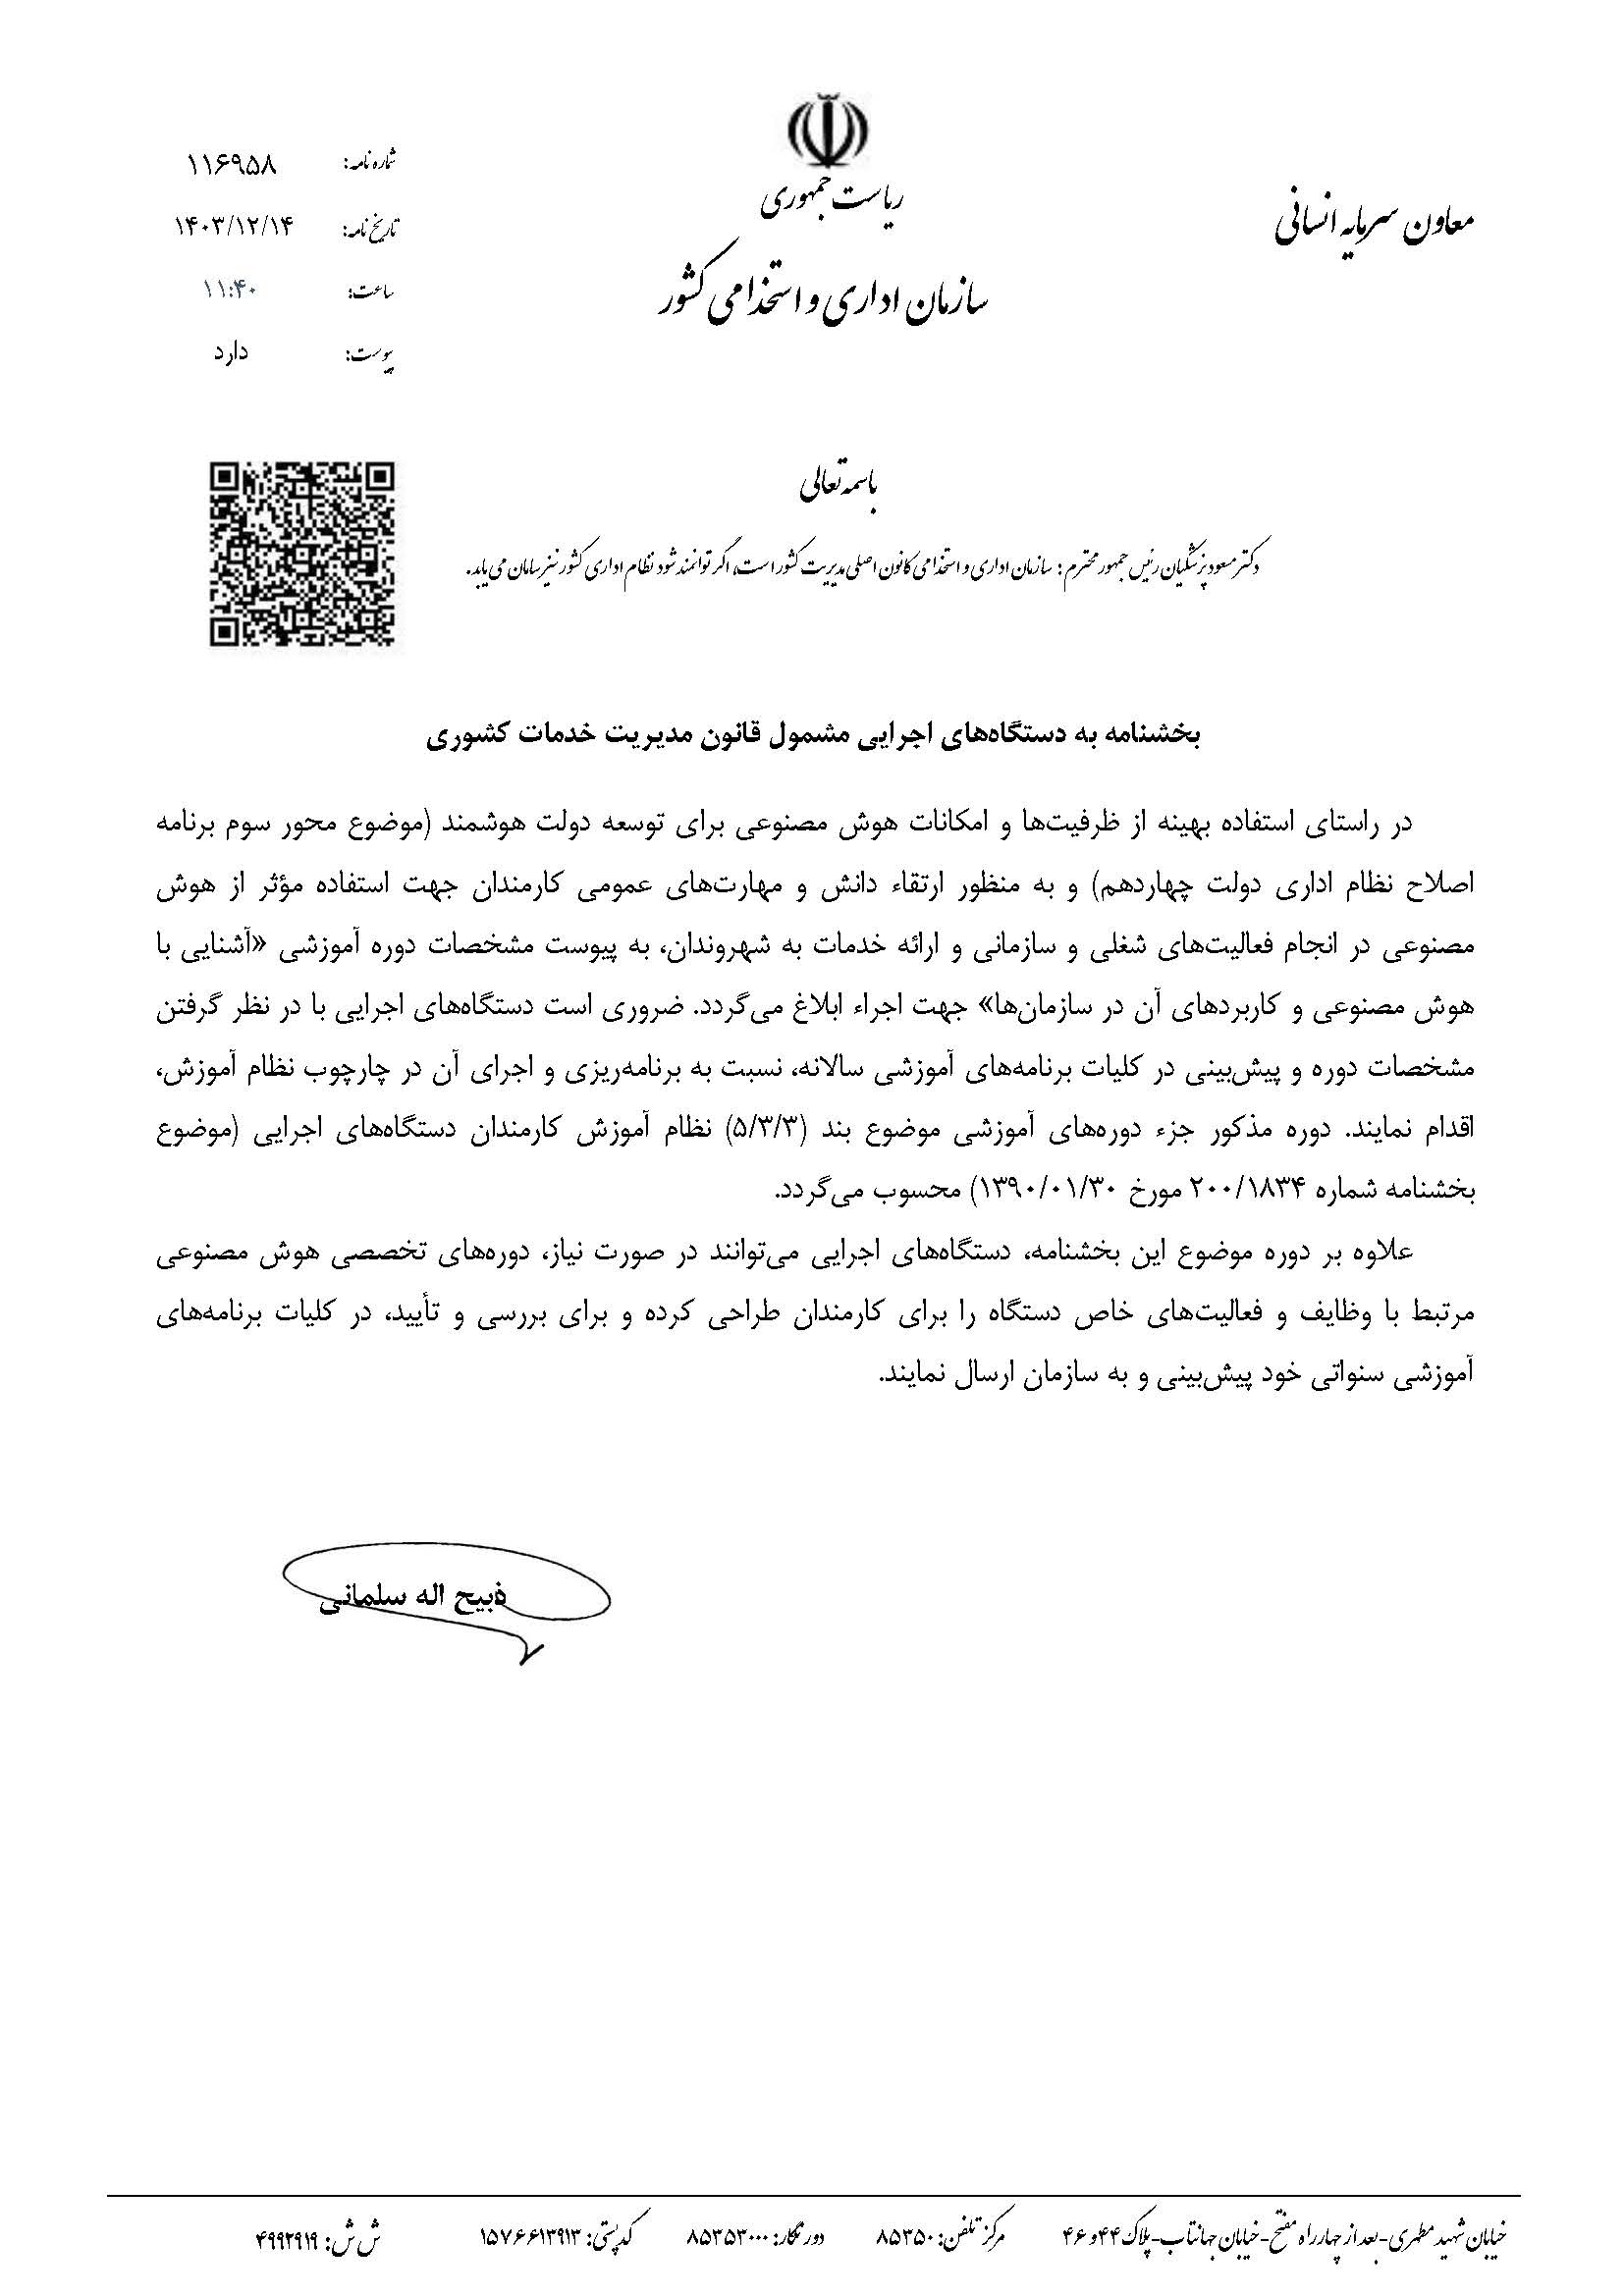 معاون سرمایه انسانی
ریاست جمهوری
سازمان اداری و استخدامی کشور
شماره نامه: ۱۱۶۹۵۸
تاریخ نامه: ۱۴۰۳/۱۲/۱۴
ساعت: ۱۱:۴۰
پیوست: دارد
باسمه تعالی
دکتر مسعود پزشکیان رئیس جمهور محترم: سازمان اداری و استخدامی کانون اصلی مدیریت کشور است، اگر توانمند شود نظام اداری کشور نیز سامان می‌یابد.
بخشنامه به دستگاه‌های اجرایی مشمول قانون مدیریت خدمات کشوری
در راستای استفاده بهینه از ظرفیت‌ها و امکانات هوش مصنوعی برای توسعه دولت هوشمند (موضوع محور سوم برنامه
اصلاح نظام اداری دولت چهاردهم) و به منظور ارتقاء دانش و مهارت‌های عمومی کارمندان جهت استفاده مؤثر از هوش
مصنوعی در انجام فعالیت‌های شغلی و سازمانی و ارائه خدمات به شهروندان، به پیوست مشخصات دوره آموزشی «آشنایی با
هوش مصنوعی و کاربردهای آن در سازمان‌ها» جهت اجراء ابلاغ می‌گردد. ضروری است دستگاه‌های اجرایی با در نظر گرفتن
مشخصات دوره و پیش‌بینی در کلیات برنامه‌های آموزشی سالانه، نسبت به برنامه‌ریزی و اجرای آن در چارچوب نظام آموزش،
اقدام نمایند. دوره مذکور جزء دوره‌های آموزشی موضوع بند (۵/۳/۳) نظام آموزش کارمندان دستگاه‌های اجرایی (موضوع
بخشنامه شماره ۲۰۰/۱۸۳۴ مورخ ۱۳۹۰/۰۱/۳۰) محسوب می‌گردد.
علاوه بر دوره موضوع این بخشنامه، دستگاه‌های اجرایی می‌توانند در صورت نیاز، دوره‌های تخصصی هوش مصنوعی
مرتبط با وظایف و فعالیت‌های خاص دستگاه را برای کارمندان طراحی کرده و برای بررسی و تأیید، در کلیات برنامه‌های
آموزشی سنواتی خود پیش‌بینی و به سازمان ارسال نمایند.
ذبیح اله سلمانی
خیابان شهید مطهری-بعد از چهارراه مفتح-خیابان جهانتاب-پلاک ۴۴ و ۴۶ مرکز تلفن: ۸۵۳۵۰ دورنگار: ۸۵۳۵۳۰۰۰ کدپستی: ۱۵۷۶۶۱۳۹۱۳ ش ش: ۴۹۹۲۹۱۹